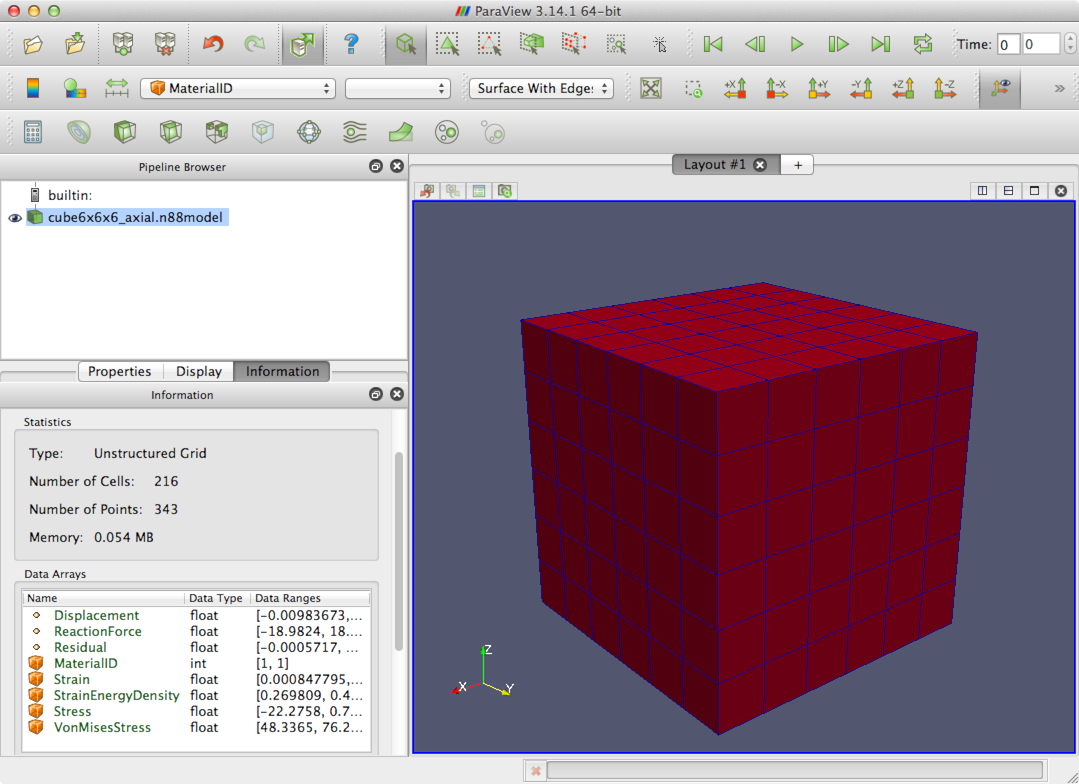 ParaView 3.14.1 64-bit
Time: 0 0
MaterialID Surface With Edges +X -X +Y -Y +Z -Z »
Pipeline Browser
Layout #1 +
builtin:
cube6x6x6_axial.n88model
Properties Display Information
Information
Statistics
Type: Unstructured Grid
Number of Cells: 216
Number of Points: 343
Memory: 0.054 MB
Data Arrays
Name Data Type Data Ranges
Displacement float [-0.00983673,...
ReactionForce float [-18.9824, 18....
Residual float [-0.0005717, ...
MaterialID int [1, 1]
Strain float [0.000847795,...
StrainEnergyDensity float [0.269809, 0.4...
Stress float [-22.2758, 0.7...
VonMisesStress float [48.3365, 76.2...
Z
X
Y